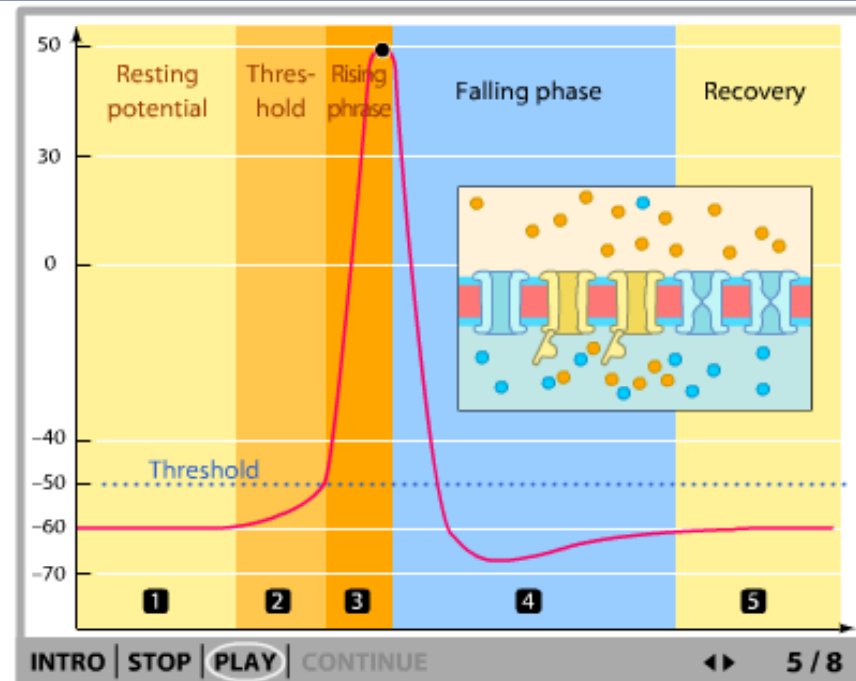 50
30
0
–40
–50
–60
–70
Resting
potential
Thres-
hold
Rising
phrase
Falling phase
Recovery
Threshold
1
2
3
4
5
INTRO | STOP | PLAY | CONTINUE
5 / 8